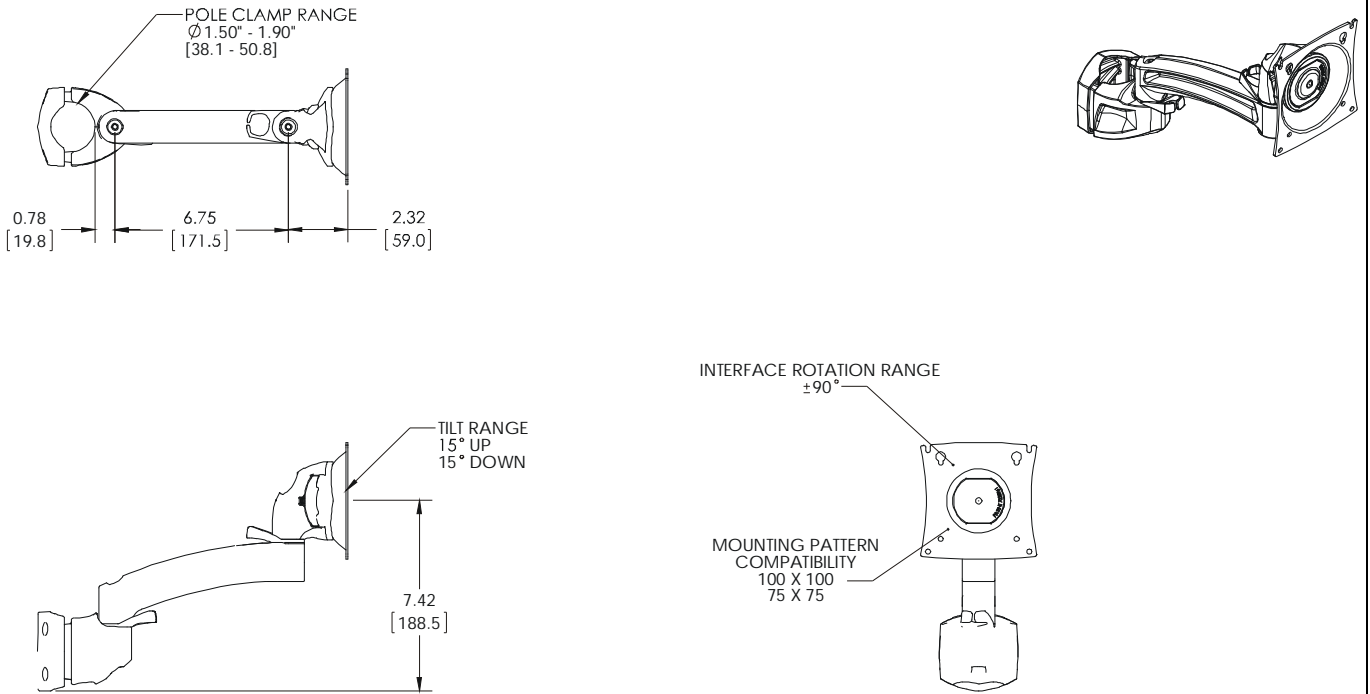 POLE CLAMP RANGE
Ø1.50" - 1.90"
[38.1 - 50.8]
0.78
[19.8]
6.75
[171.5]
2.32
[59.0]
TILT RANGE
15° UP
15° DOWN
7.42
[188.5]
INTERFACE ROTATION RANGE
±90°
MOUNTING PATTERN
COMPATIBILITY
100 X 100
75 X 75